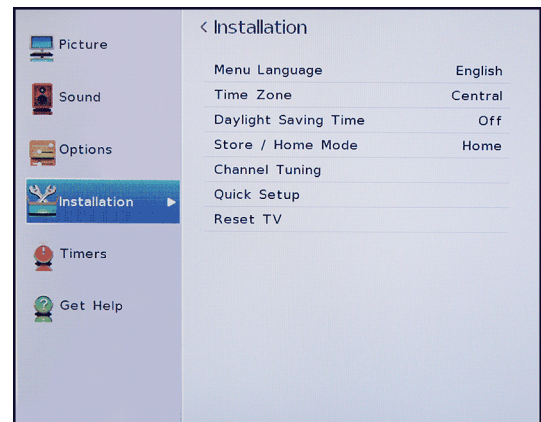 Picture
Sound
Options
Installation
Timers
Get Help
< Installation
Menu Language English
Time Zone Central
Daylight Saving Time Off
Store / Home Mode Home
Channel Tuning
Quick Setup
Reset TV